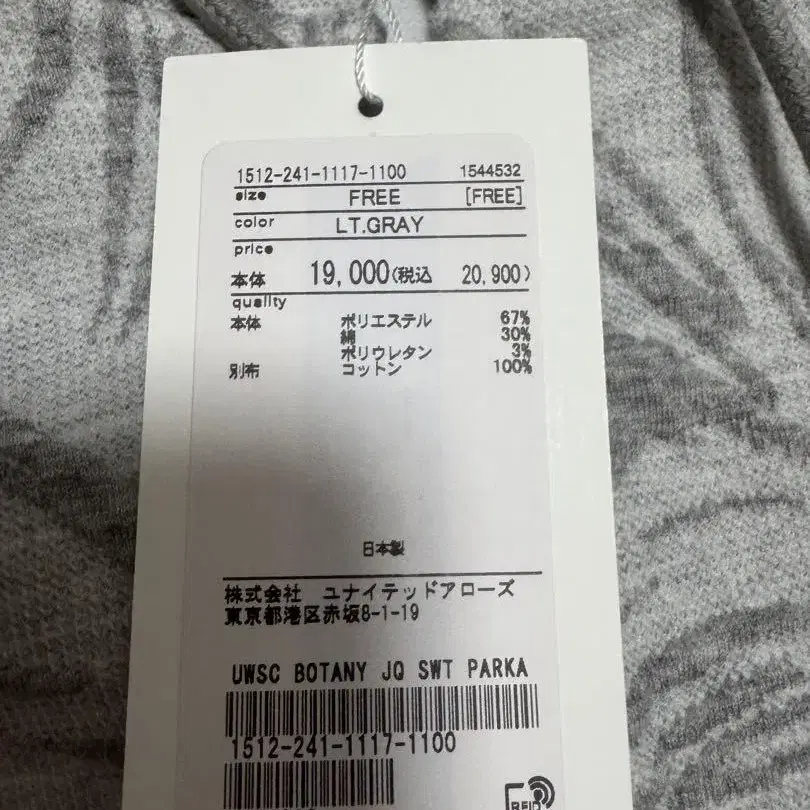 1512-241-1117-1100 1544532
size FREE [FREE]
color LT.GRAY
price
本体 19,000(税込 20,900)
quality
本体 ポリエステル 67%
綿 30%
ポリウレタン 3%
別布 コットン 100%
日本製
株式会社 ユナイテッドアローズ
東京都港区赤坂8-1-19
UWSC BOTANY JQ SWT PARKA
1512-241-1117-1100
RFID